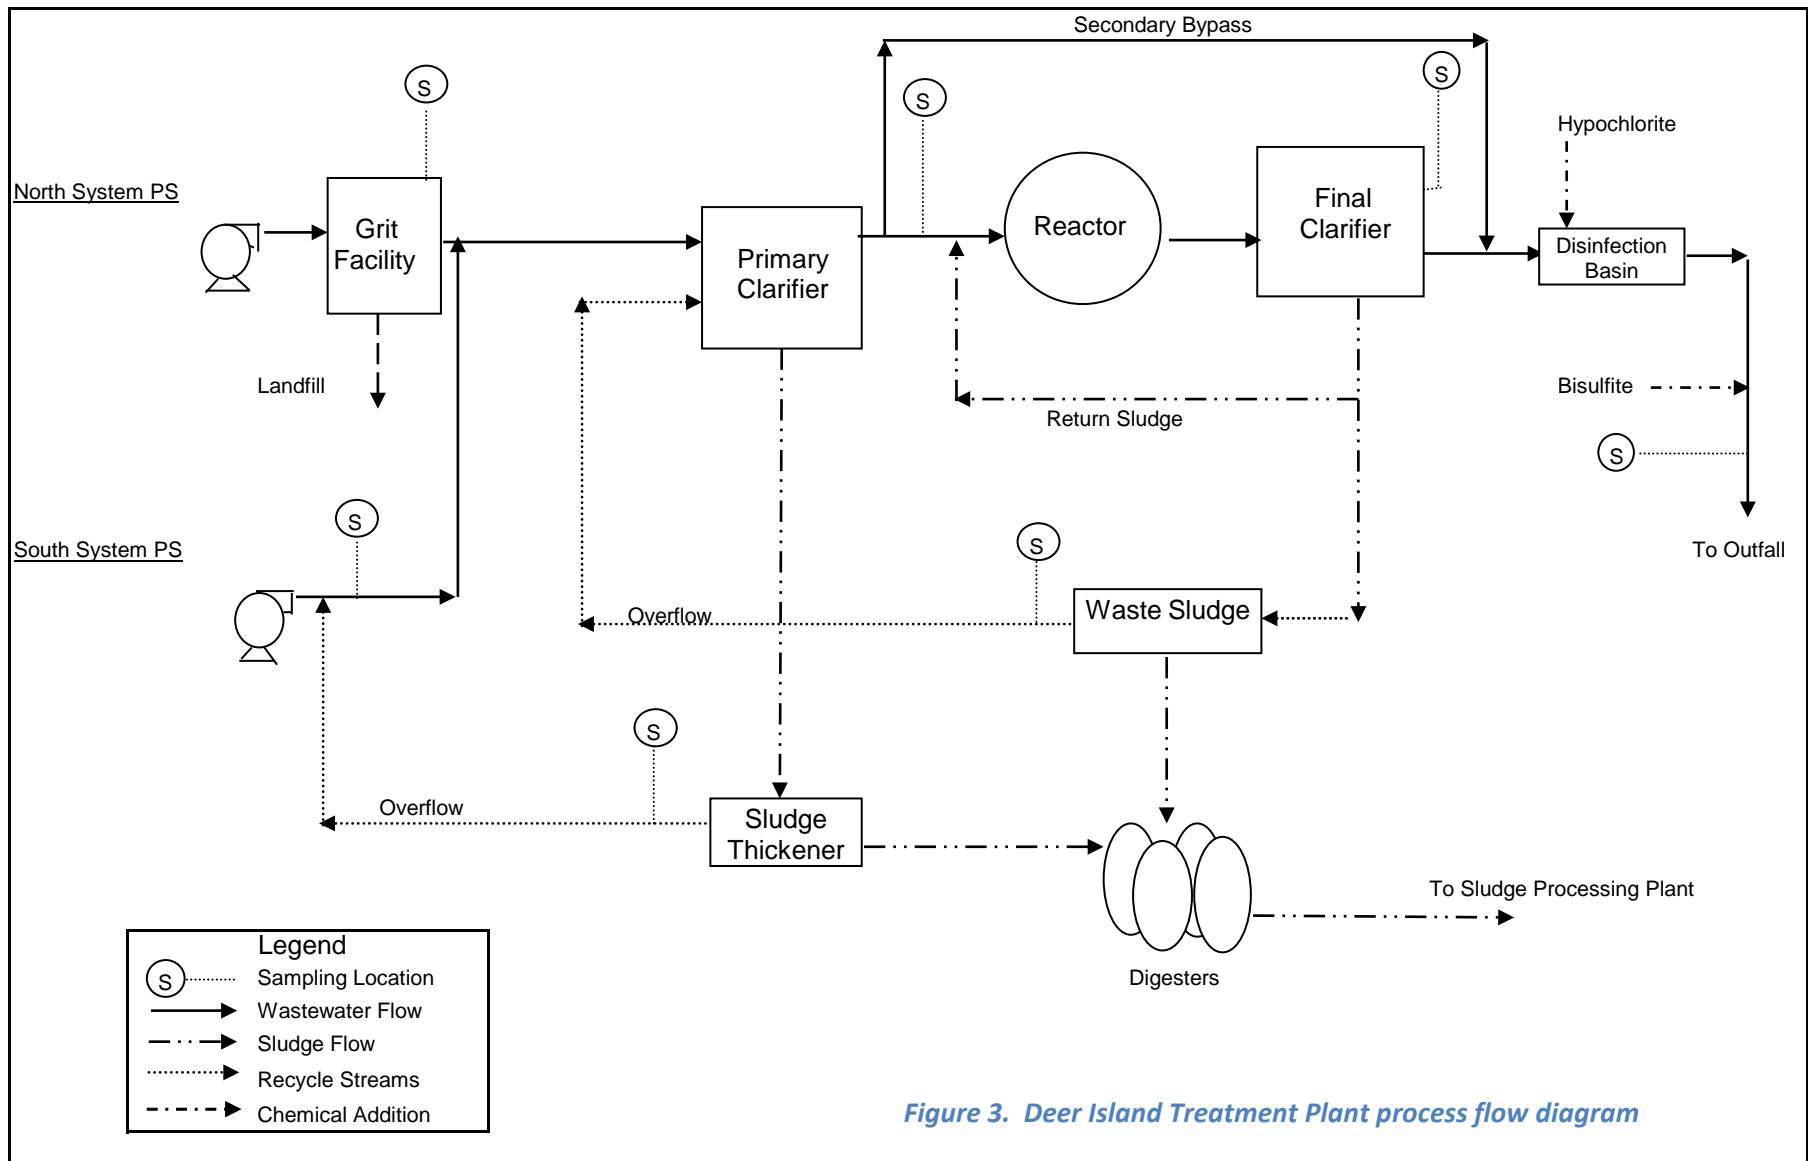 Secondary Bypass
S
S
S
Hypochlorite
North System PS
Grit
Facility
Primary
Clarifier
Reactor
Final
Clarifier
Disinfection
Basin
Landfill
Return Sludge
Bisulfite
S
S
South System PS
S
To Outfall
Overflow
Waste Sludge
S
Overflow
Sludge
Thickener
To Sludge Processing Plant
Digesters
Legend
S Sampling Location
Wastewater Flow
Sludge Flow
Recycle Streams
Chemical Addition
Figure 3. Deer Island Treatment Plant process flow diagram